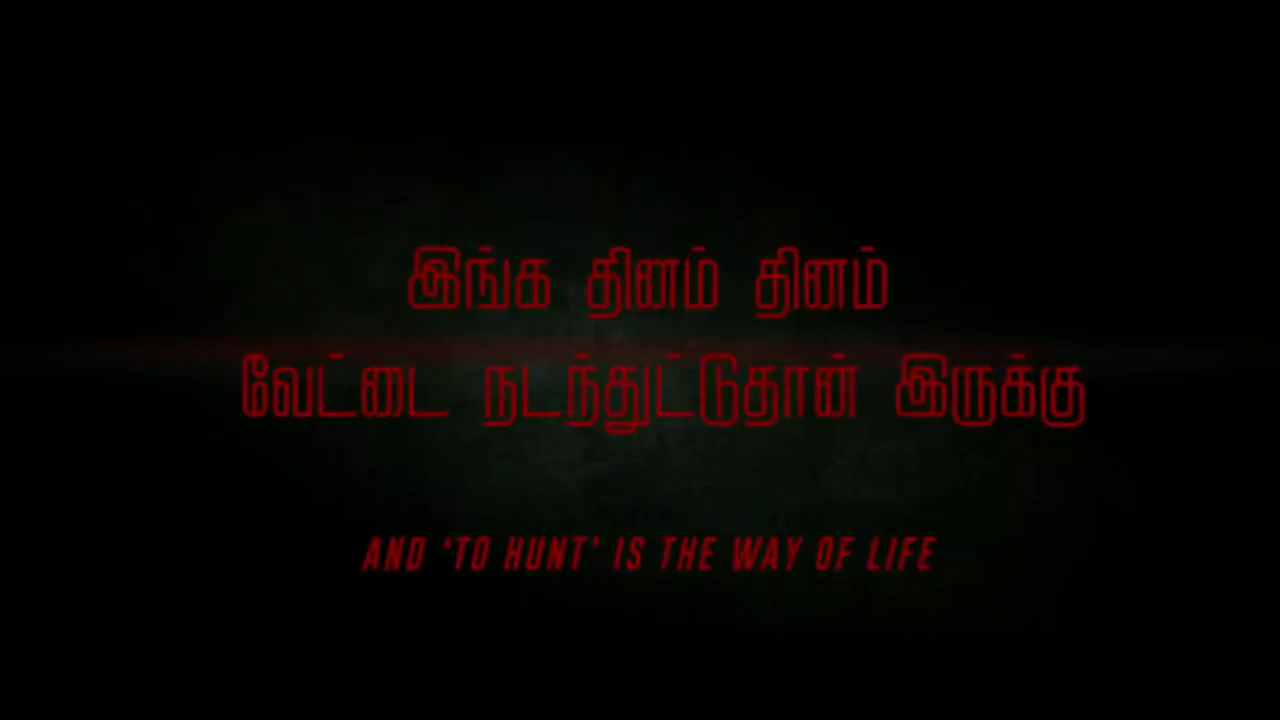 இங்க தினம் தினம்
வேட்டை நடந்துட்டுதான் இருக்கு
AND ‘TO HUNT’ IS THE WAY OF LIFE